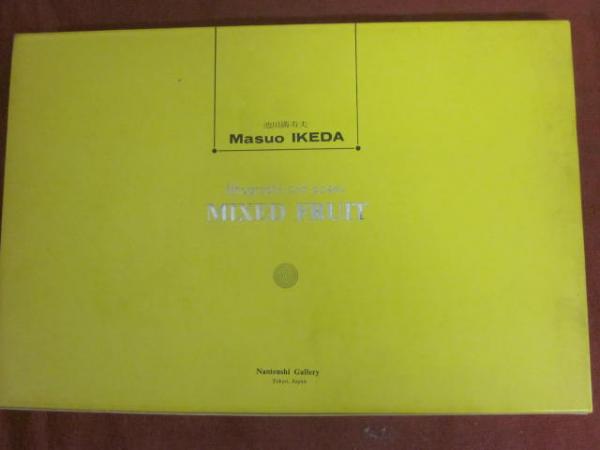 池田満寿夫
Masuo IKEDA
MIXED FRUIT
Nantenshi Gallery
Tokyo, Japan